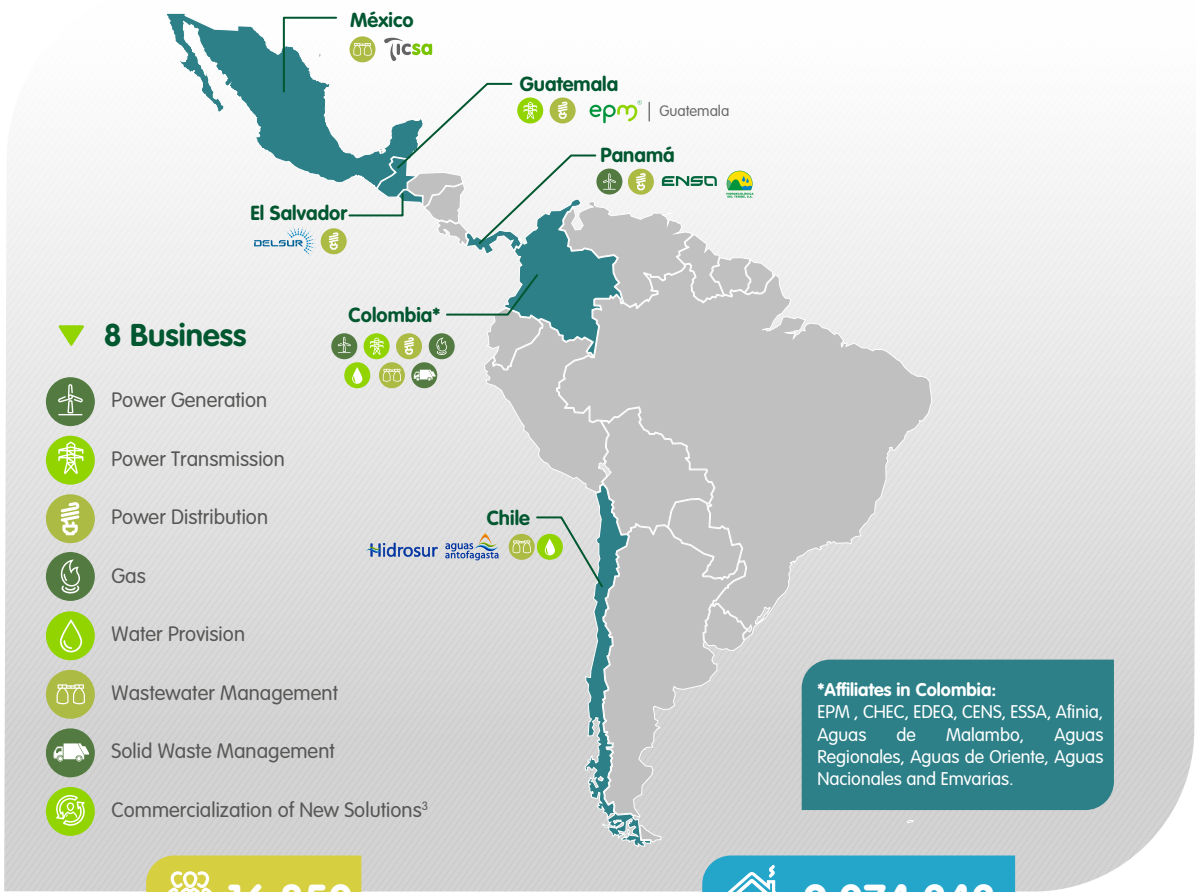 México
Ticsa
Guatemala
epm® | Guatemala
Panamá
ENSA
El Salvador
DELSUR
Colombia*
8 Business
Power Generation
Power Transmission
Power Distribution
Gas
Water Provision
Wastewater Management
Solid Waste Management
Commercialization of New Solutions³
Chile
Hidrosur aguas antofagasta
*Affiliates in Colombia:
EPM , CHEC, EDEQ, CENS, ESSA, Afinia,
Aguas de Malambo, Aguas
Regionales, Aguas de Oriente, Aguas
Nacionales and Emvarias.